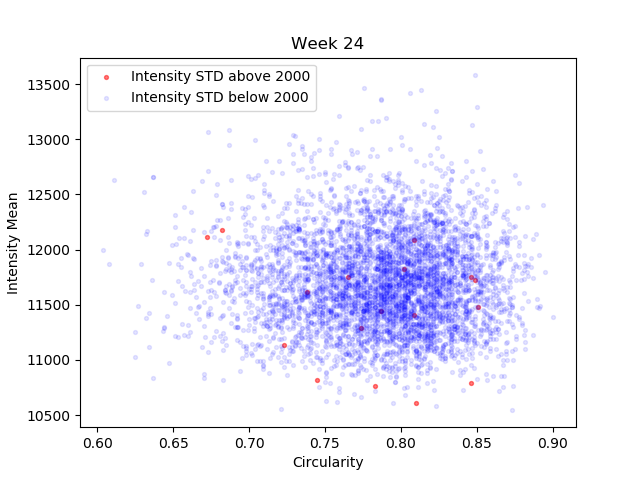 Week 24
Intensity STD above 2000
Intensity STD below 2000
13500
13000
12500
12000
11500
11000
10500
Intensity Mean
0.60 0.65 0.70 0.75 0.80 0.85 0.90
Circularity